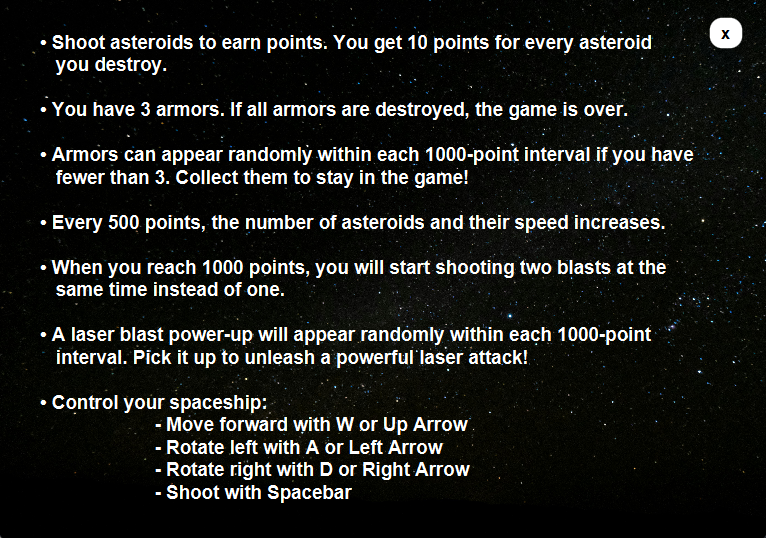 x
• Shoot asteroids to earn points. You get 10 points for every asteroid
you destroy.
• You have 3 armors. If all armors are destroyed, the game is over.
• Armors can appear randomly within each 1000-point interval if you have
fewer than 3. Collect them to stay in the game!
• Every 500 points, the number of asteroids and their speed increases.
• When you reach 1000 points, you will start shooting two blasts at the
same time instead of one.
• A laser blast power-up will appear randomly within each 1000-point
interval. Pick it up to unleash a powerful laser attack!
• Control your spaceship:
- Move forward with W or Up Arrow
- Rotate left with A or Left Arrow
- Rotate right with D or Right Arrow
- Shoot with Spacebar